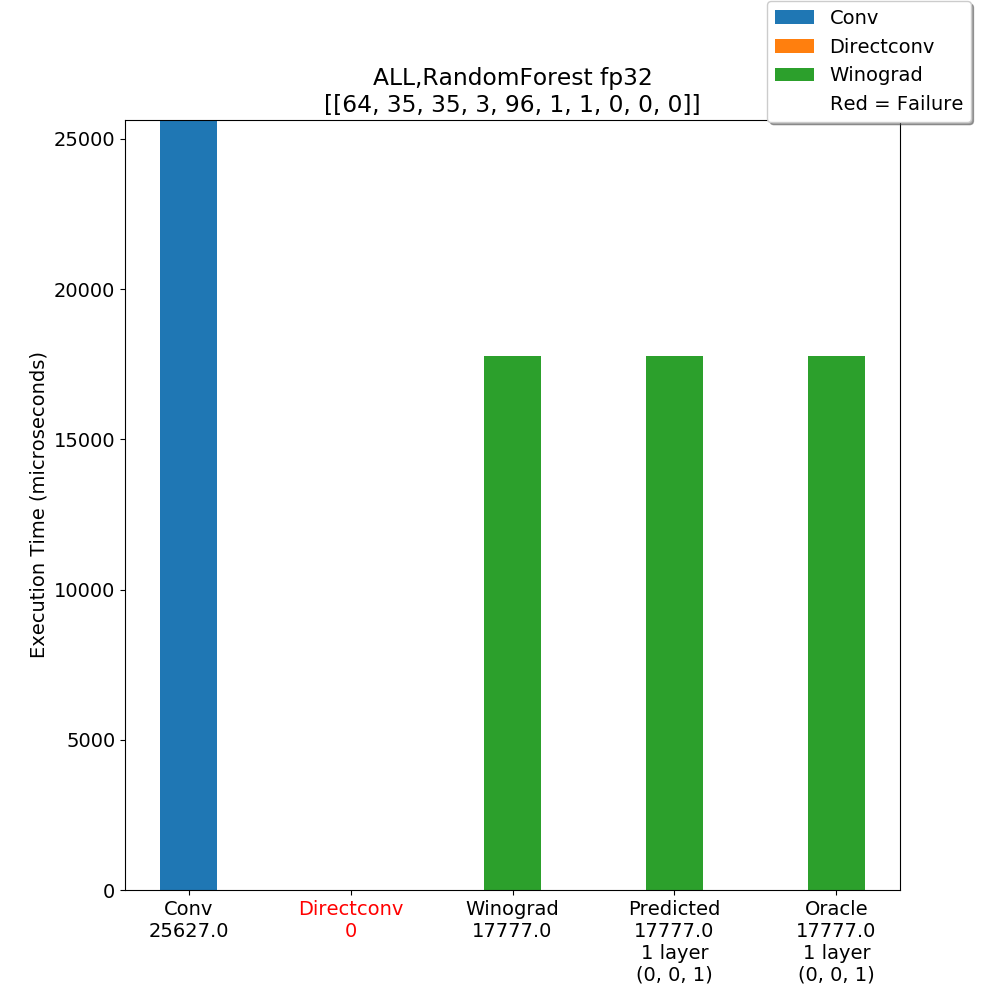 Conv
Directconv
Winograd
Red = Failure
ALL,RandomForest fp32
[[64, 35, 35, 3, 96, 1, 1, 0, 0, 0]]
Execution Time (microseconds)
25000
20000
15000
10000
5000
0
Conv
25627.0
Directconv
0
Winograd
17777.0
Predicted
17777.0
1 layer
(0, 0, 1)
Oracle
17777.0
1 layer
(0, 0, 1)